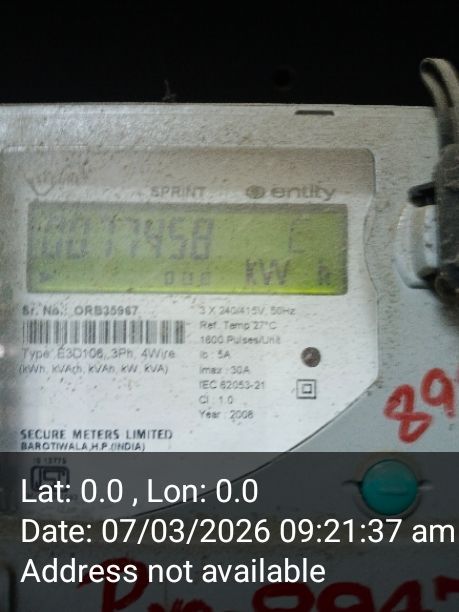 SPRINT entity
0077458 C
kW h
Sr. No. ORB35967
3 X 240/415V, 50Hz
Ref. Temp 27°C
1600 Pulses/Unit
Type: E3D106, 3Ph, 4Wire
Ib : 5A
(kWh, kVArh, kVAh, kW, kVA)
Imax : 30A
IEC 62053-21
Cl : 1.0
Year : 2008
SECURE METERS LIMITED
BAROTIWALA, H.P. (INDIA)
IS 13779
Lat: 0.0 , Lon: 0.0
Date: 07/03/2026 09:21:37 am
Address not available